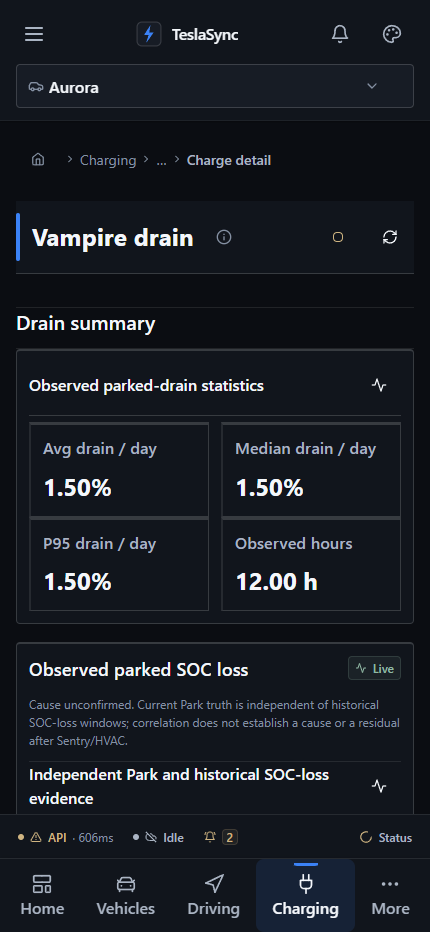 TeslaSync
Aurora
Charging > ... > Charge detail
Vampire drain
Drain summary
Observed parked-drain statistics
Avg drain / day
1.50%
Median drain / day
1.50%
P95 drain / day
1.50%
Observed hours
12.00 h
Observed parked SOC loss
Live
Cause unconfirmed. Current Park truth is independent of historical
SOC-loss windows; correlation does not establish a cause or a residual
after Sentry/HVAC.
Independent Park and historical SOC-loss
evidence
API · 606ms
Idle
2
Status
Home
Vehicles
Driving
Charging
More